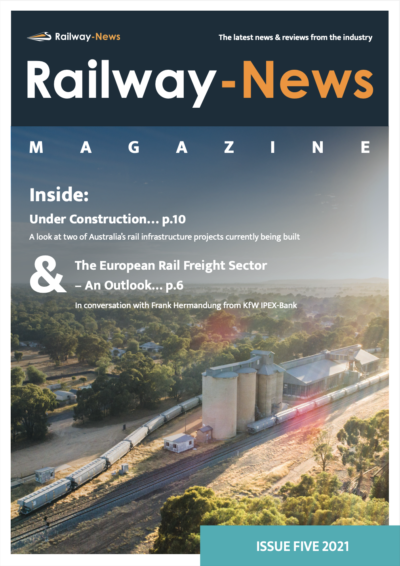 Railway-News
The latest news & reviews from the industry
Railway-News
MAGAZINE
Inside:
Under Construction... p.10
A look at two of Australia's rail infrastructure projects currently being built
&
The European Rail Freight Sector
– An Outlook... p.6
In conversation with Frank Hermandung from KfW IPEX-Bank
ISSUE FIVE 2021